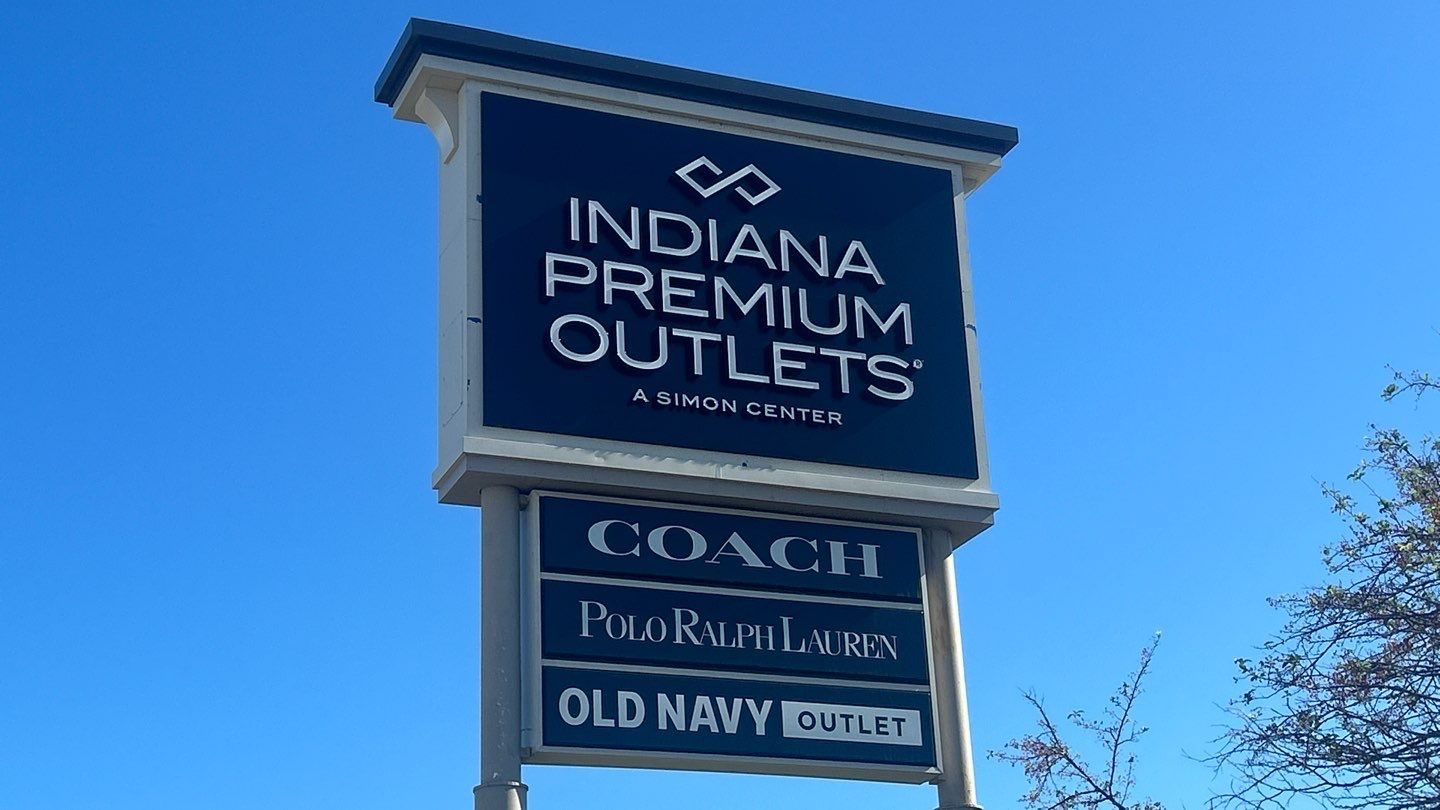 INDIANA
PREMIUM
OUTLETS®
A SIMON CENTER
COACH
POLO RALPH LAUREN
OLD NAVY OUTLET